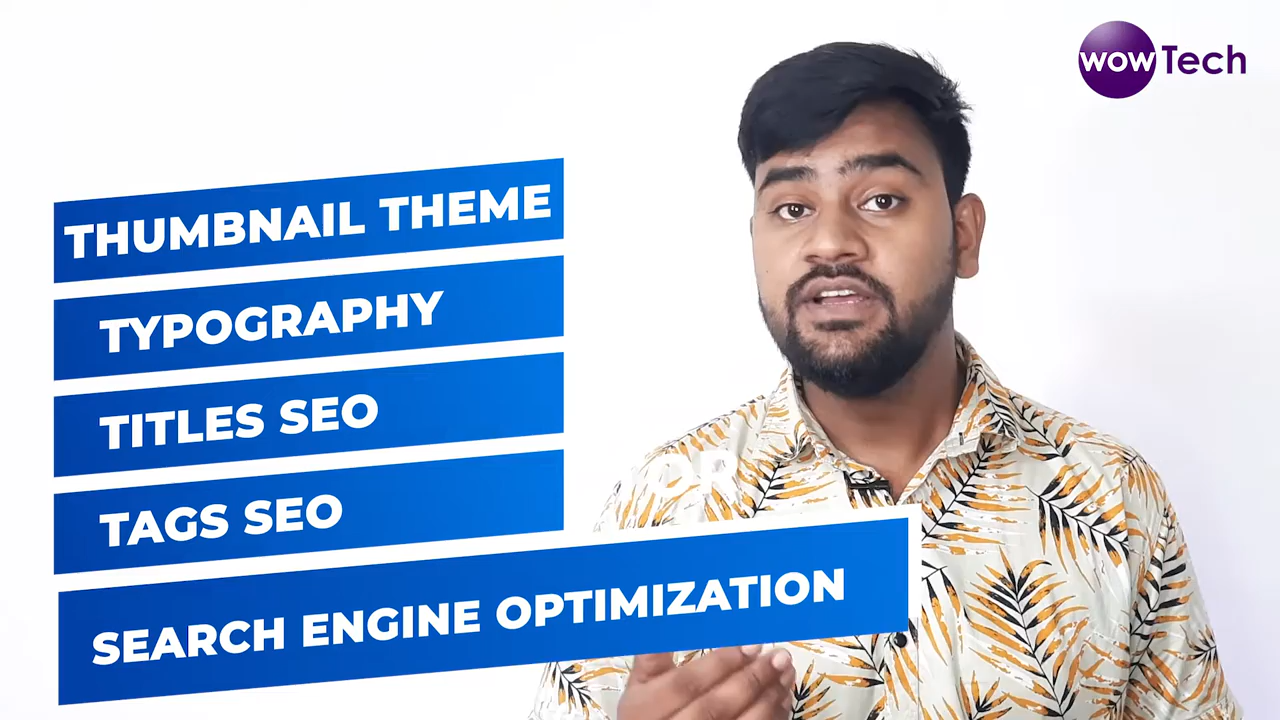 wowTech
THUMBNAIL THEME
TYPOGRAPHY
TITLES SEO
TAGS SEO
SEARCH ENGINE OPTIMIZATION